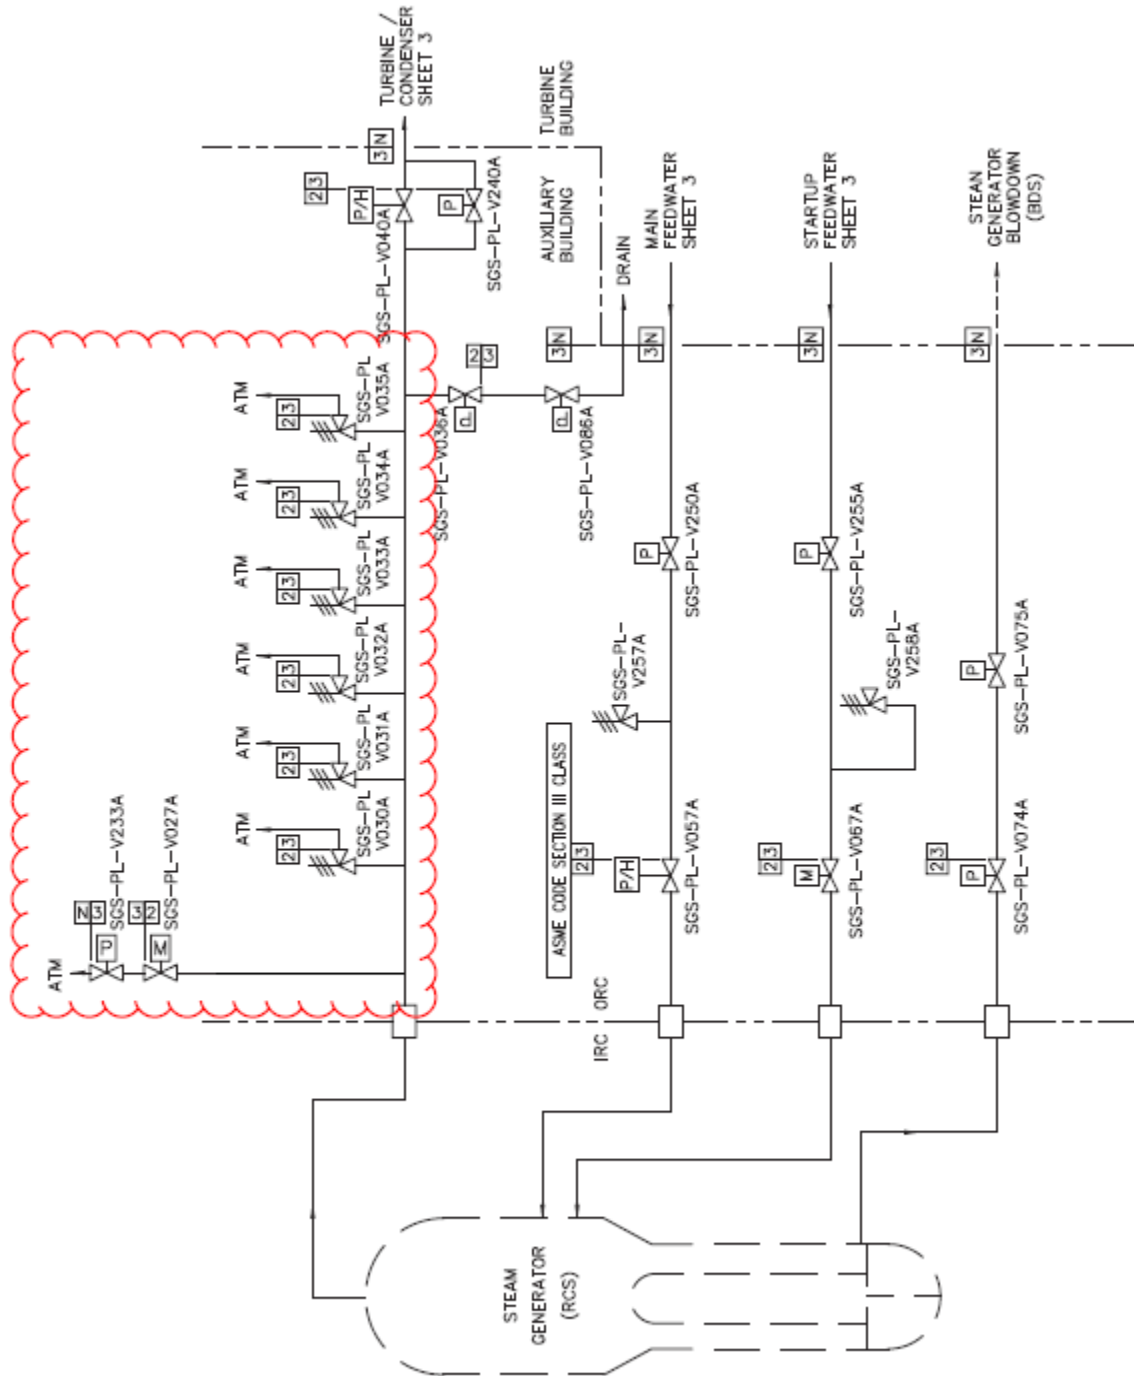 ATM
N3
P
SGS-PL-V233A
32
M
SGS-PL-V027A
ATM
23
SGS-PL
V030A
ATM
23
SGS-PL
V031A
ATM
23
SGS-PL
V032A
ATM
23
SGS-PL
V033A
ATM
23
SGS-PL
V034A
ATM
23
SGS-PL
V035A
SGS-PL-V040A
P/H
23
P
SGS-PL-V240A
3N
TURBINE /
CONDENSER
SHEET 3
SGS-PL-V036A
P
23
SGS-PL-V086A
P
3N
DRAIN
AUXILIARY
BUILDING
TURBINE
BUILDING
ASME CODE SECTION III CLASS
23
P/H
SGS-PL-V057A
SGS-PL-
V257A
P
SGS-PL-V250A
3N
MAIN
FEEDWATER
SHEET 3
23
M
SGS-PL-V067A
SGS-PL-
V258A
P
SGS-PL-V255A
3N
STARTUP
FEEDWATER
SHEET 3
23
P
SGS-PL-V074A
P
SGS-PL-V075A
3N
STEAN
GENERATOR
BLOWDOWN
(BDS)
IRC
ORC
STEAM
GENERATOR
(RCS)